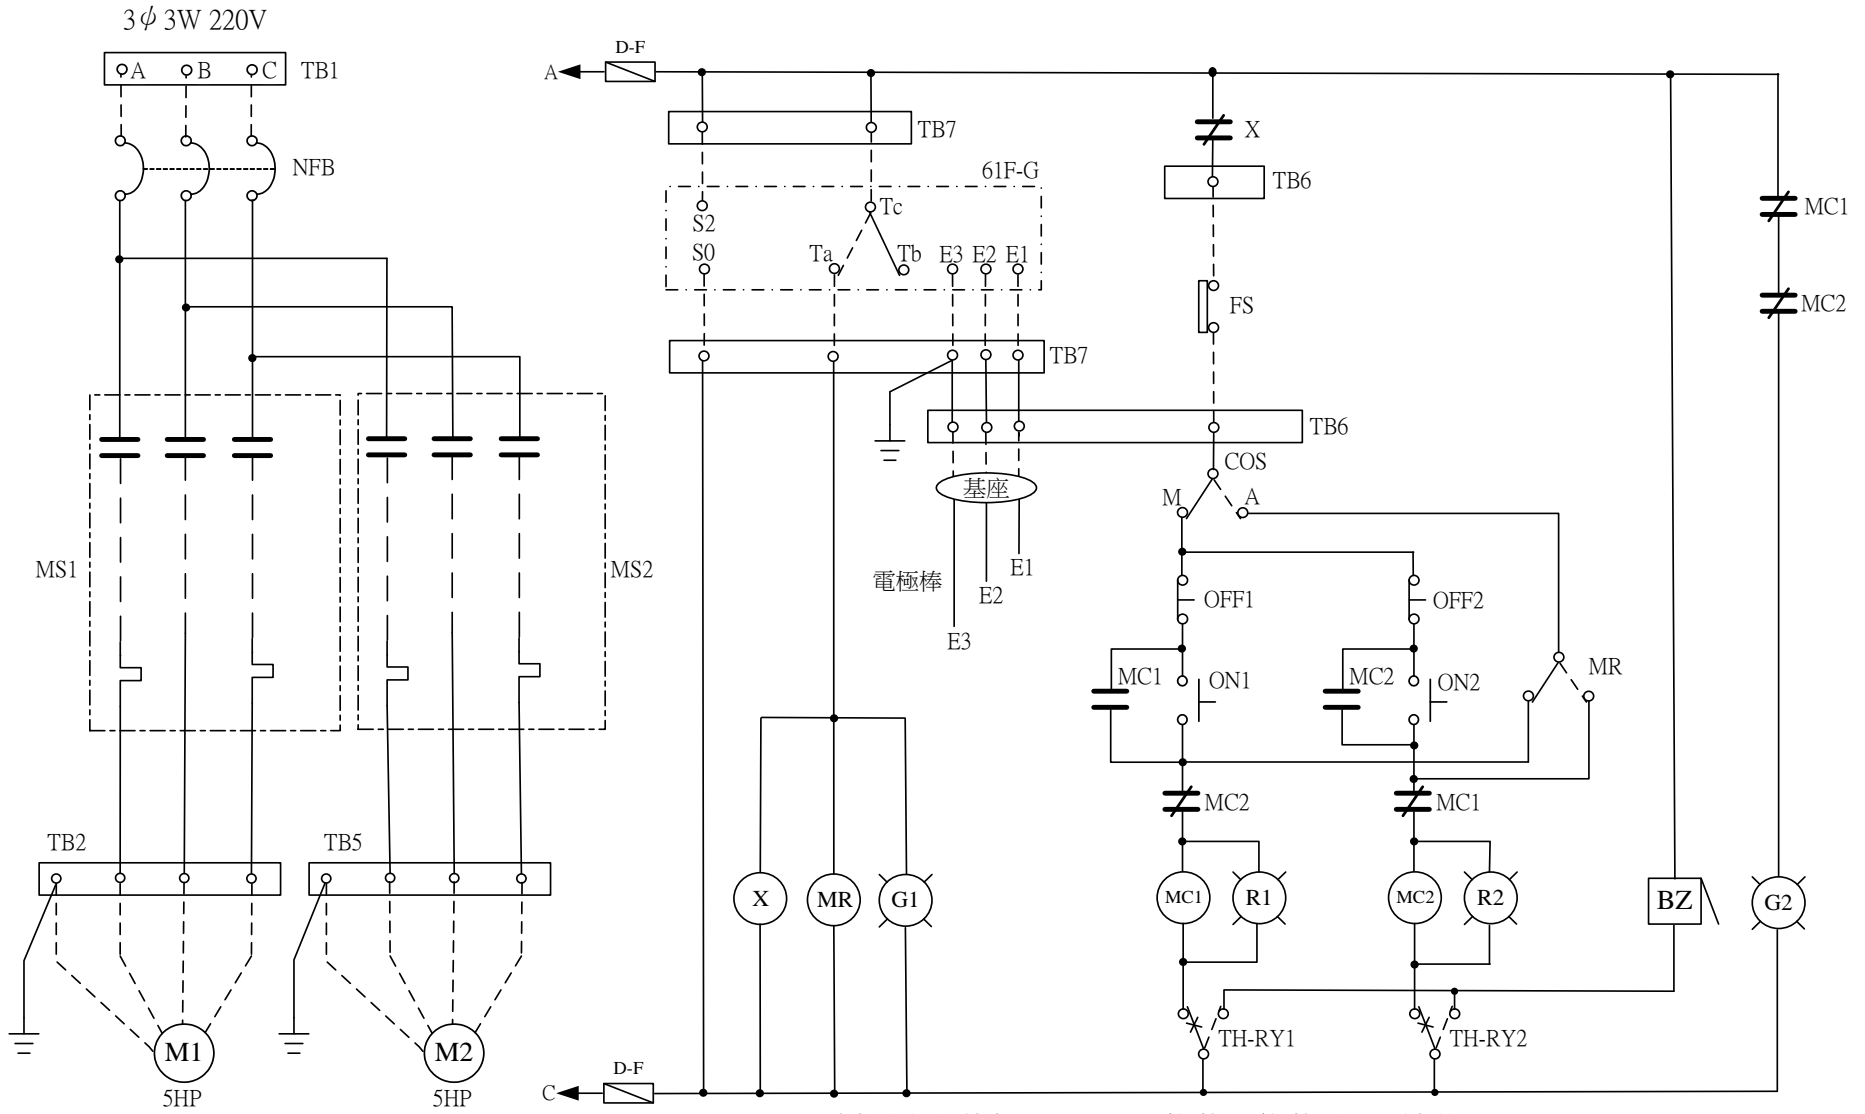 3ϕ 3W 220V
A B C TB1
NFB
MS1
MS2
TB2
TB5
M1
5HP
M2
5HP
A
D-F
TB7
61F-G
S2
S0
Tc
Ta
Tb
E3 E2 E1
TB7
TB6
基座
電極棒
E1
E2
E3
X
TB6
FS
COS
M
A
OFF1
OFF2
MC1
ON1
MC2
ON2
MR
MC2
MC1
X
MR
G1
MC1
R1
MC2
R2
BZ
G2
MC1
MC2
TH-RY1
TH-RY2
C
D-F